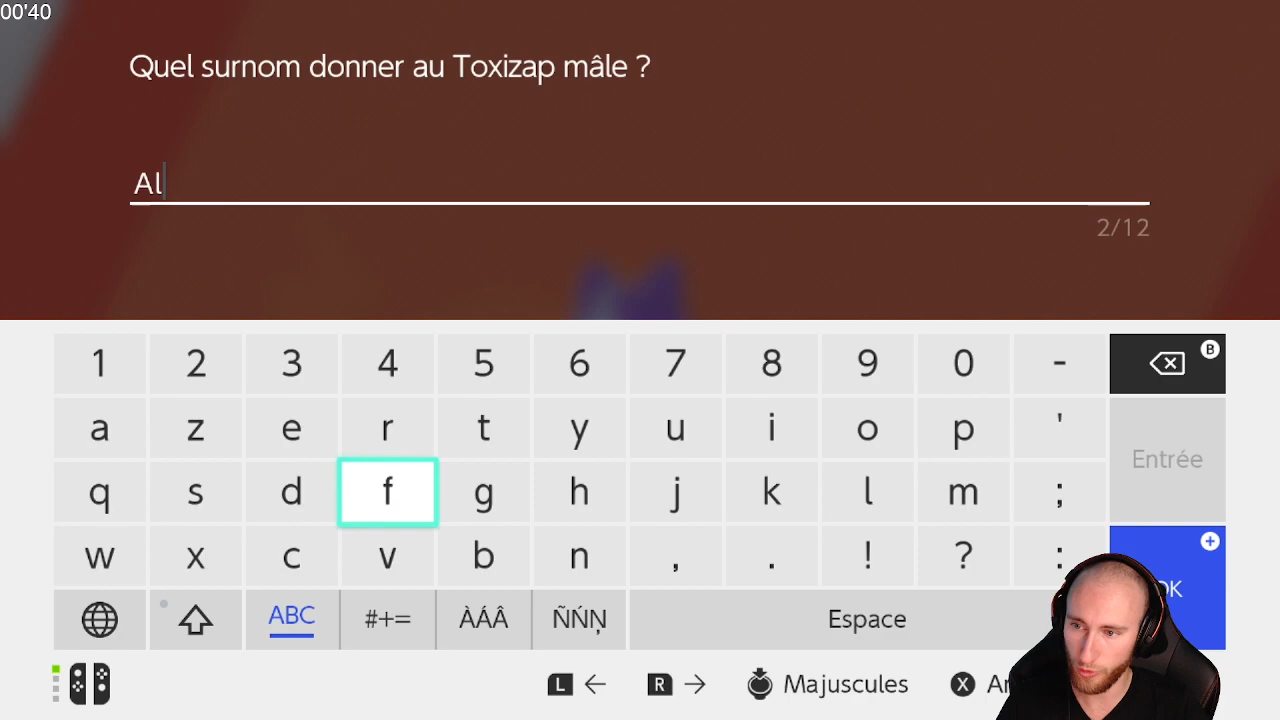 00'40
Quel surnom donner au Toxizap mâle ?
Al
2/12
1 2 3 4 5 6 7 8 9 0 - B
a z e r t y u i o p '
Entrée
q s d f g h j k l m ;
w x c v b n , . ! ? : +
OK
ABC #+= ÀÁÂ ÑŃŅ Espace
L ← R → Majuscules X